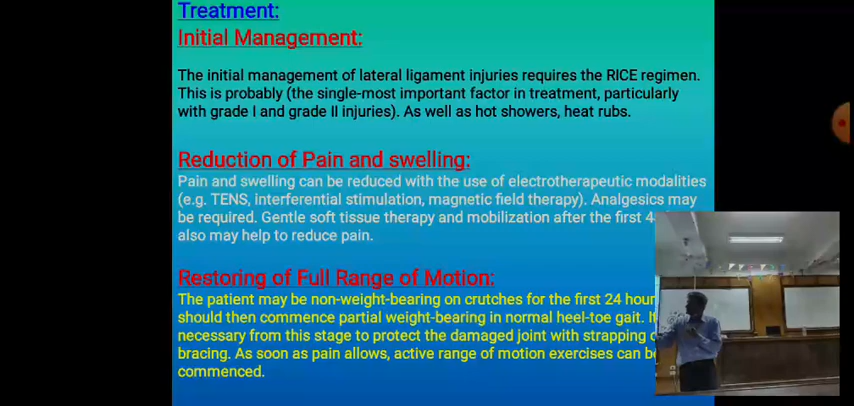 Treatment:
Initial Management:
The initial management of lateral ligament injuries requires the RICE regimen.
This is probably (the single-most important factor in treatment, particularly
with grade I and grade II injuries). As well as hot showers, heat rubs.
Reduction of Pain and swelling:
Pain and swelling can be reduced with the use of electrotherapeutic modalities
(e.g. TENS, interferential stimulation, magnetic field therapy). Analgesics may
be required. Gentle soft tissue therapy and mobilization after the first
also may help to reduce pain.
Restoring of Full Range of Motion:
The patient may be non-weight-bearing on crutches for the first 24 hour
should then commence partial weight-bearing in normal heel-toe gait.
necessary from this stage to protect the damaged joint with strapping
bracing. As soon as pain allows, active range of motion exercises can
commenced.